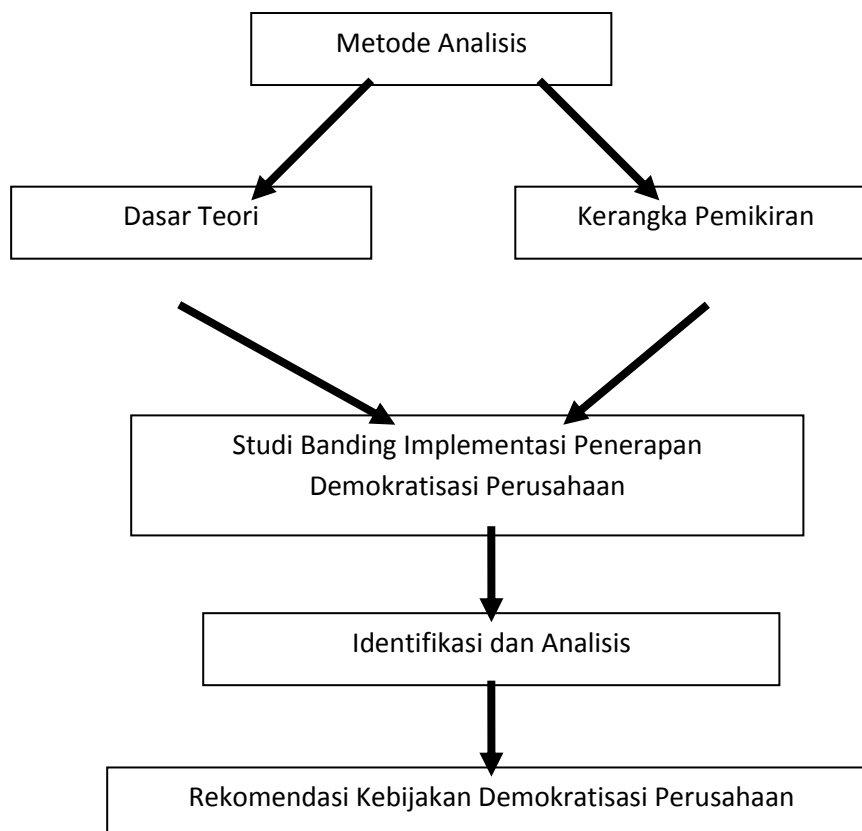 Metode Analisis
Dasar Teori
Kerangka Pemikiran
Studi Banding Implementasi Penerapan
Demokratisasi Perusahaan
Identifikasi dan Analisis
Rekomendasi Kebijakan Demokratisasi Perusahaan